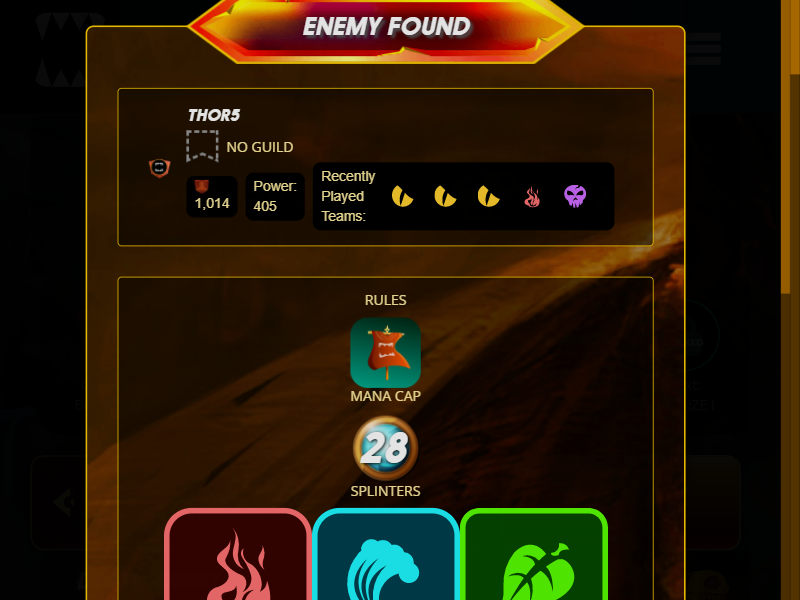 ENEMY FOUND
THOR5
NO GUILD
1,014
Power:
405
Recently
Played
Teams:
RULES
MANA CAP
28
SPLINTERS